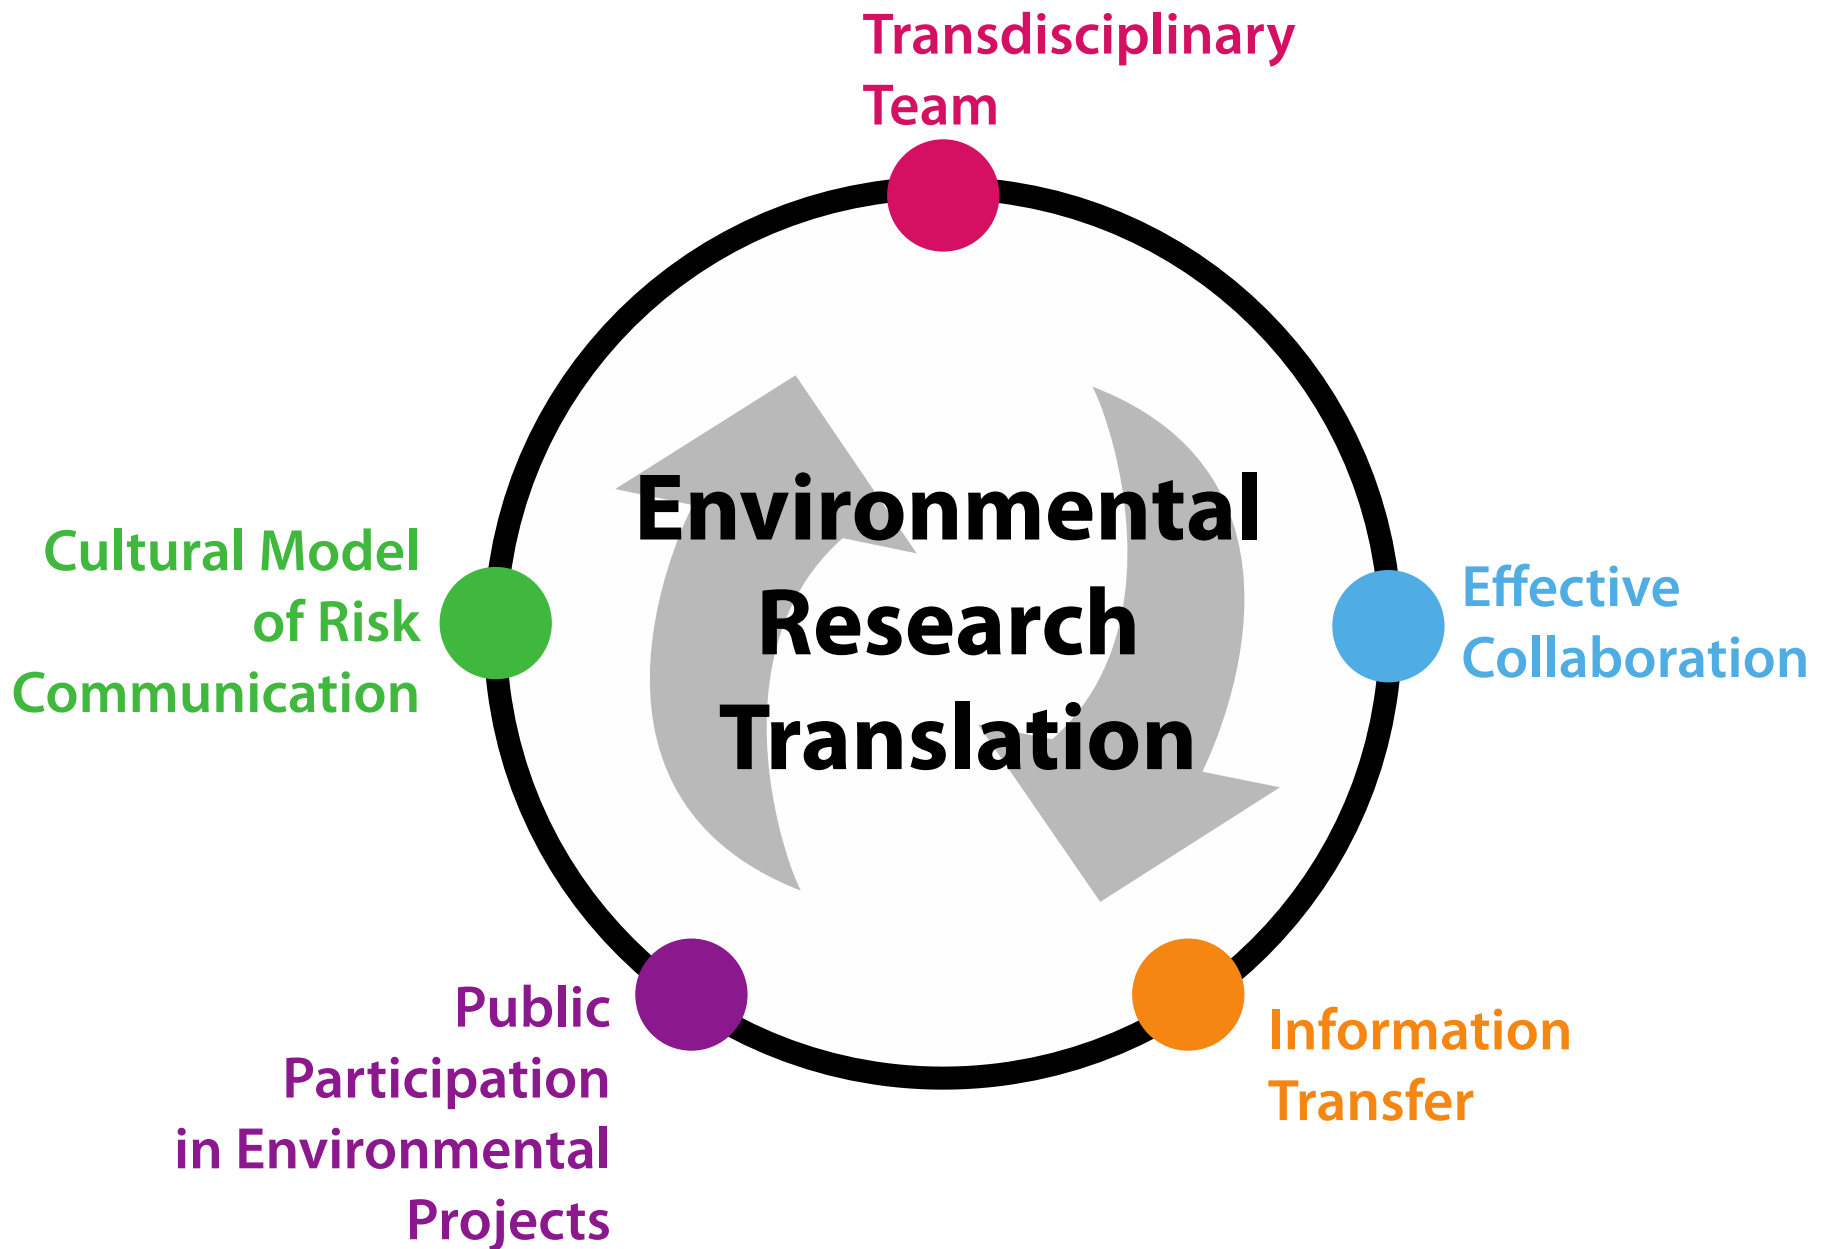 Transdisciplinary
Team
Environmental
Research
Translation
Effective
Collaboration
Information
Transfer
Public
Participation
in Environmental
Projects
Cultural Model
of Risk
Communication